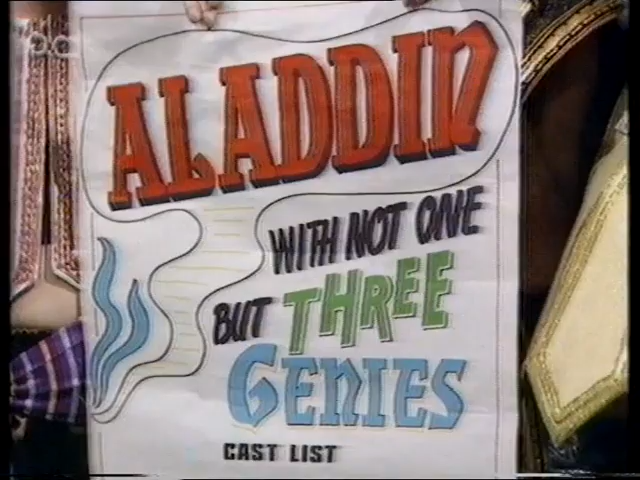 ALADDIN
WITH NOT ONE
BUT THREE
GENIES
CAST LIST